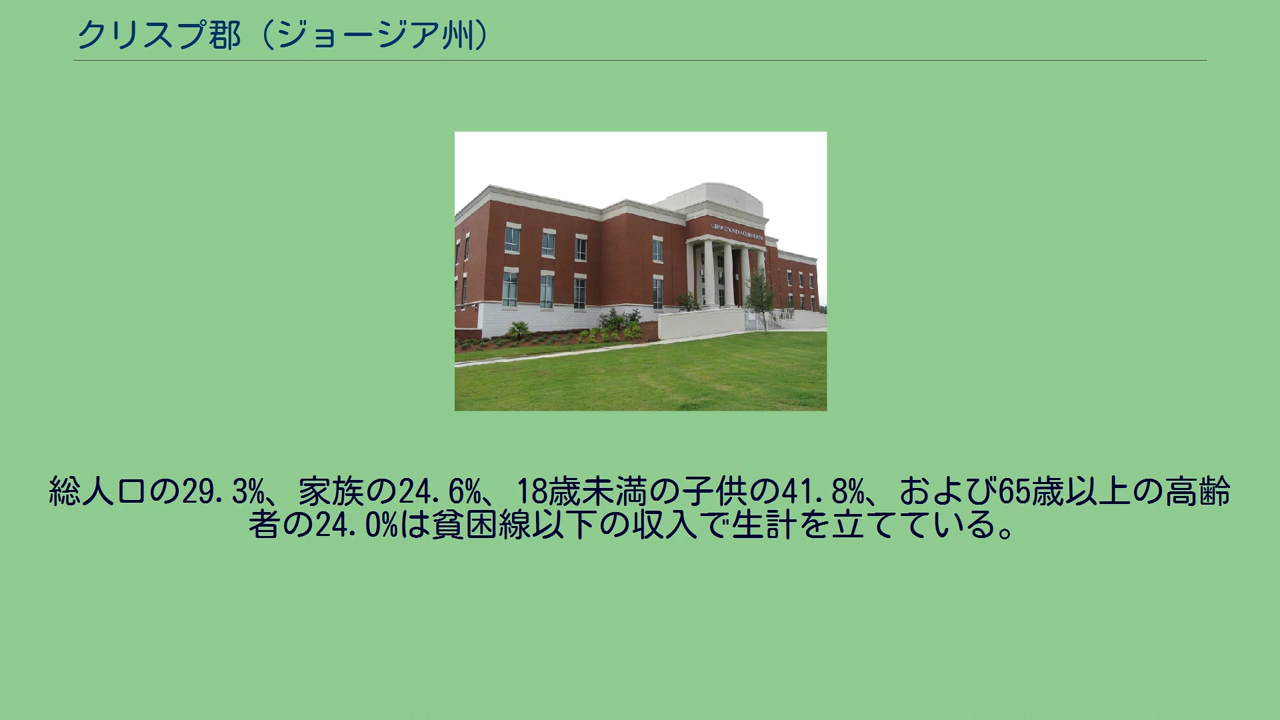 クリスプ郡（ジョージア州）
総人口の29.3%、家族の24.6%、18歳未満の子供の41.8%、および65歳以上の高齢
者の24.0%は貧困線以下の収入で生計を立てている。